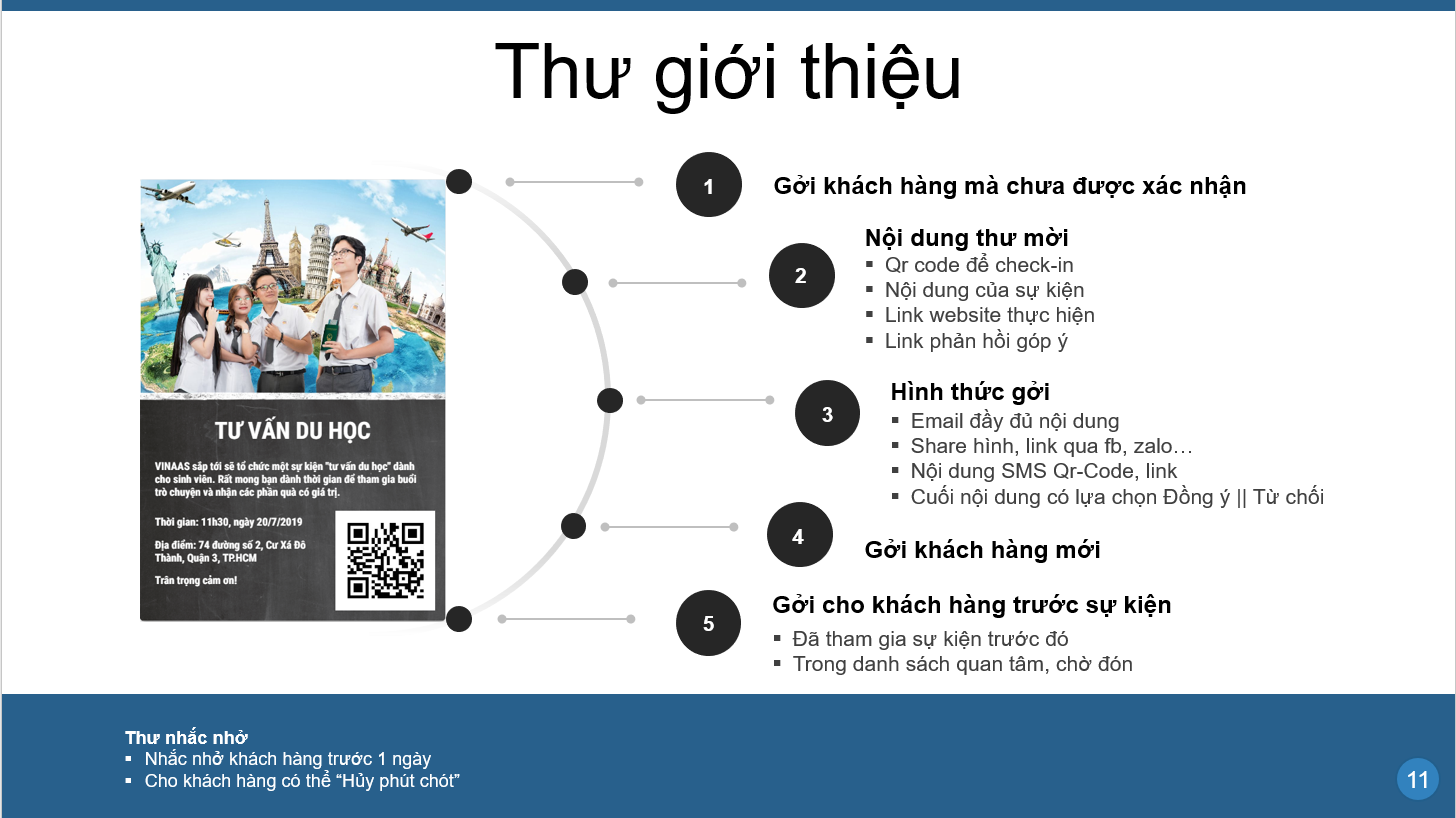 Thư giới thiệu
TƯ VẤN DU HỌC
VINAAS sắp tới sẽ tổ chức một sự kiện "tư vấn du học" dành
cho sinh viên. Rất mong bạn dành thời gian để tham gia buổi
trò chuyện và nhận các phần quà có giá trị.
Thời gian: 11h30, ngày 20/7/2019
Địa điểm: 74 đường số 2, Cư Xá Đô
Thành, Quận 3, TP.HCM
Trân trọng cảm ơn!
1
Gởi khách hàng mà chưa được xác nhận
2
Nội dung thư mời
▪ Qr code để check-in
▪ Nội dung của sự kiện
▪ Link website thực hiện
▪ Link phản hồi góp ý
3
Hình thức gởi
▪ Email đầy đủ nội dung
▪ Share hình, link qua fb, zalo…
▪ Nội dung SMS Qr-Code, link
▪ Cuối nội dung có lựa chọn Đồng ý || Từ chối
4
Gởi khách hàng mới
5
Gởi cho khách hàng trước sự kiện
▪ Đã tham gia sự kiện trước đó
▪ Trong danh sách quan tâm, chờ đón
Thư nhắc nhở
▪ Nhắc nhở khách hàng trước 1 ngày
▪ Cho khách hàng có thể “Hủy phút chót”
11